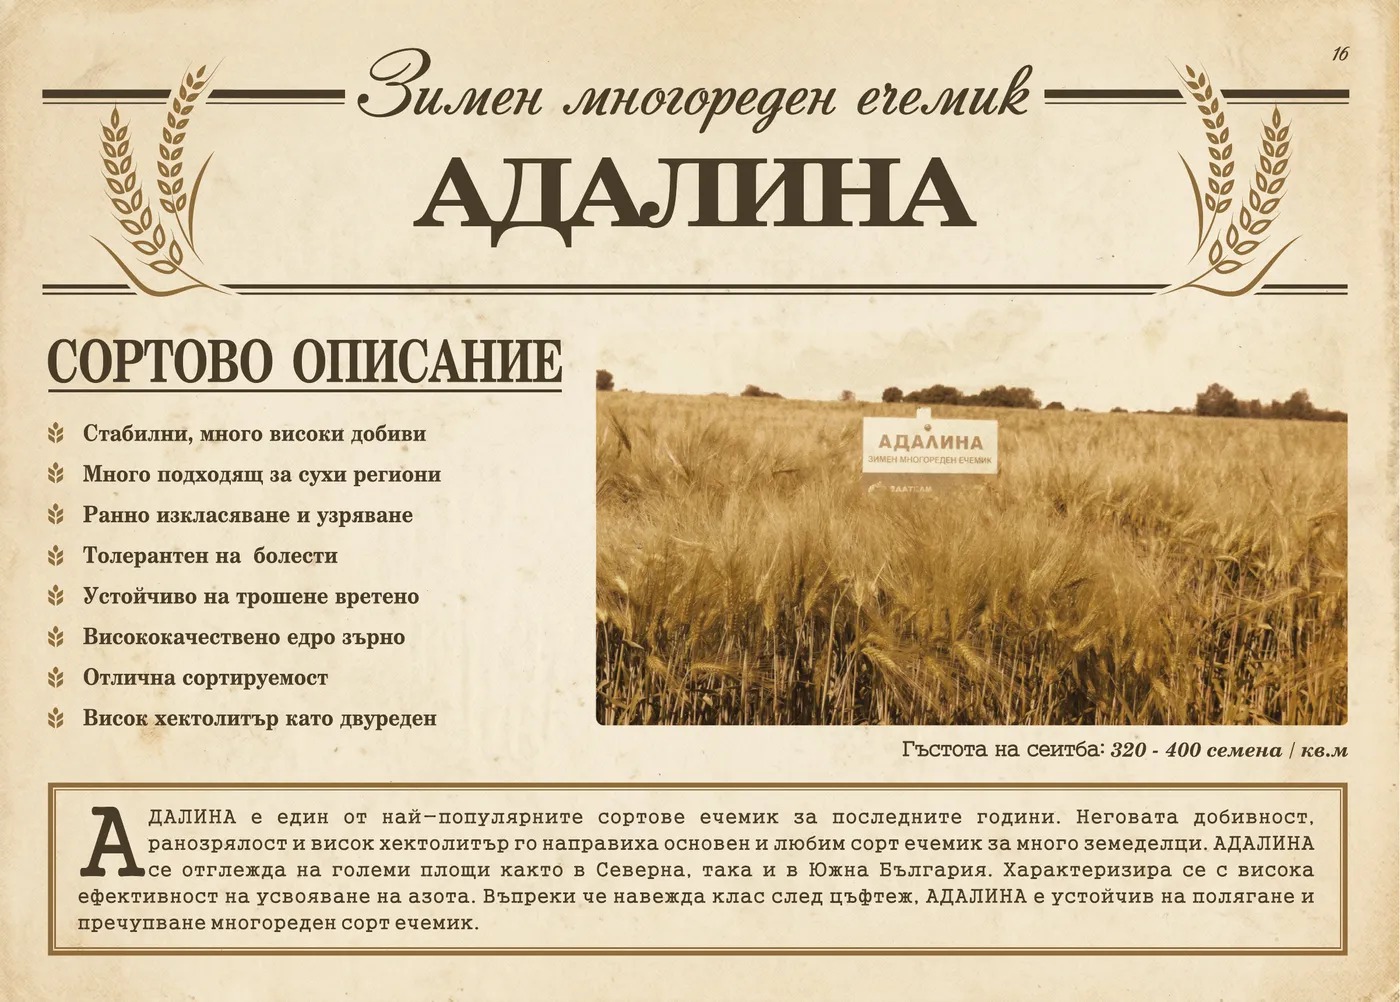 16
Зимен многореден ечемик
АДАЛИНА
СОРТОВО ОПИСАНИЕ
Стабилни, много високи добиви
Много подходящ за сухи региони
Ранно изкласяване и узряване
Толерантен на болести
Устойчиво на трошене вретено
Висококачествено едро зърно
Отлична сортируемост
Висок хектолитър като двуреден
АДАЛИНА
ЗИМЕН МНОГОРЕДЕН ЕЧЕМИК
Гъстота на сеитба: 320 - 400 семена / кв.м
АДАЛИНА е един от най-популярните сортове ечемик за последните години. Неговата добивност,
ранозрялост и висок хектолитър го направиха основен и любим сорт ечемик за много земеделци. АДАЛИНА
се отглежда на големи площи както в Северна, така и в Южна България. Характеризира се с висока
ефективност на усвояване на азота. Въпреки че навежда клас след цъфтеж, АДАЛИНА е устойчив на полягане и
пречупване многореден сорт ечемик.